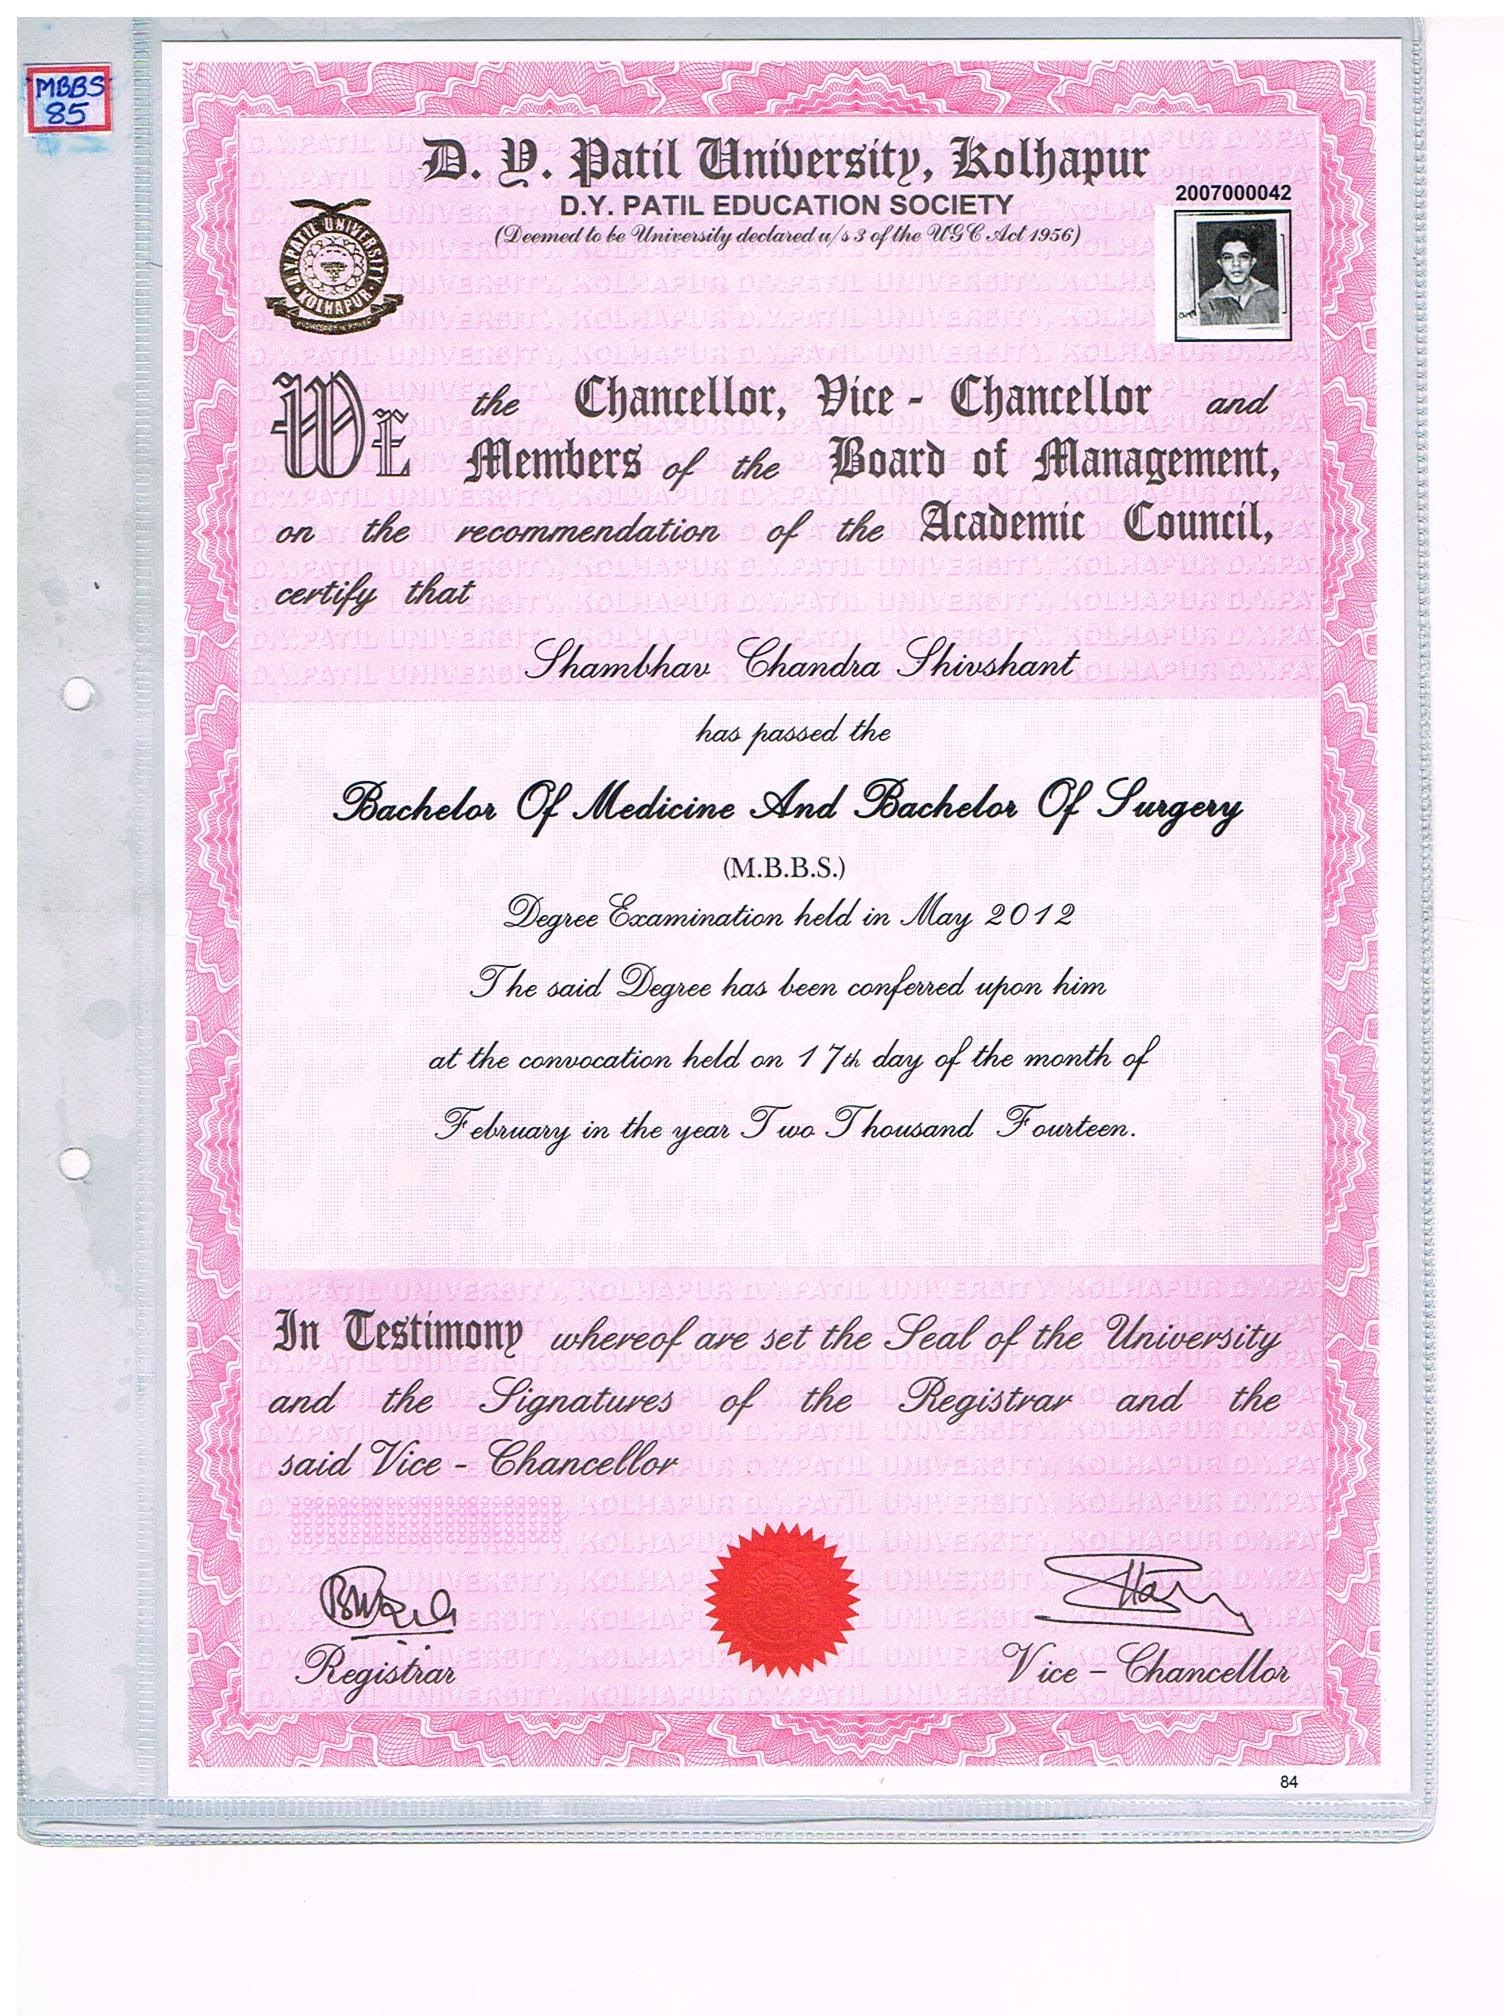 MBBS
85
D. Y. Patil University, Kolhapur
2007000042
D.Y. PATIL EDUCATION SOCIETY
(Deemed to be University declared u/s 3 of the UGC Act 1956)
D.Y.PATIL UNIVERSITY
KOLHAPUR
WE the Chancellor, Vice - Chancellor and
Members of the Board of Management,
on the recommendation of the Academic Council,
certify that
Shambhav Chandra Shivshant
has passed the
Bachelor Of Medicine And Bachelor Of Surgery
(M.B.B.S.)
Degree Examination held in May 2012
The said Degree has been conferred upon him
at the convocation held on 17th day of the month of
February in the year Two Thousand Fourteen.
In Testimony whereof are set the Seal of the University
and the Signatures of the Registrar and the
said Vice - Chancellor
Registrar
Vice - Chancellor
84